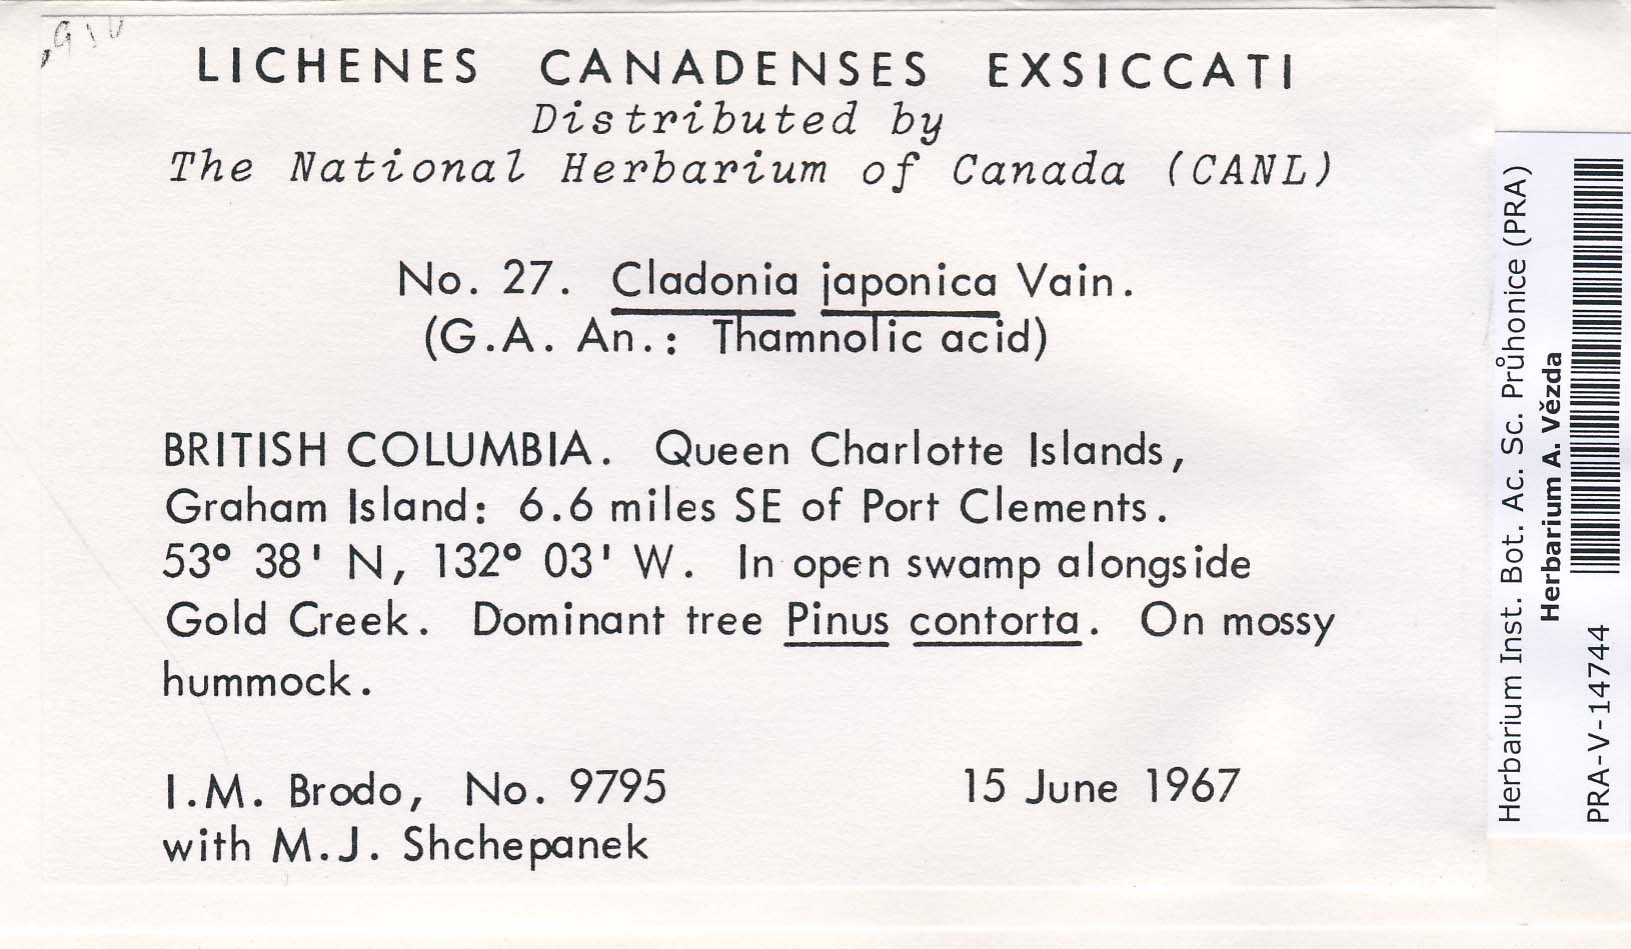 LICHENES CANADENSES EXSICCATI
Distributed by
The National Herbarium of Canada (CANL)
No. 27. Cladonia japonica Vain.
(G.A. An.: Thamnolic acid)
BRITISH COLUMBIA. Queen Charlotte Islands,
Graham Island: 6.6 miles SE of Port Clements.
53° 38' N, 132° 03' W. In open swamp alongside
Gold Creek. Dominant tree Pinus contorta. On mossy
hummock.
I.M. Brodo, No. 9795 15 June 1967
with M.J. Shchepanek
Herbarium Inst. Bot. Ac. Sc. Průhonice (PRA)
Herbarium A. Vězda
PRA-V-14744